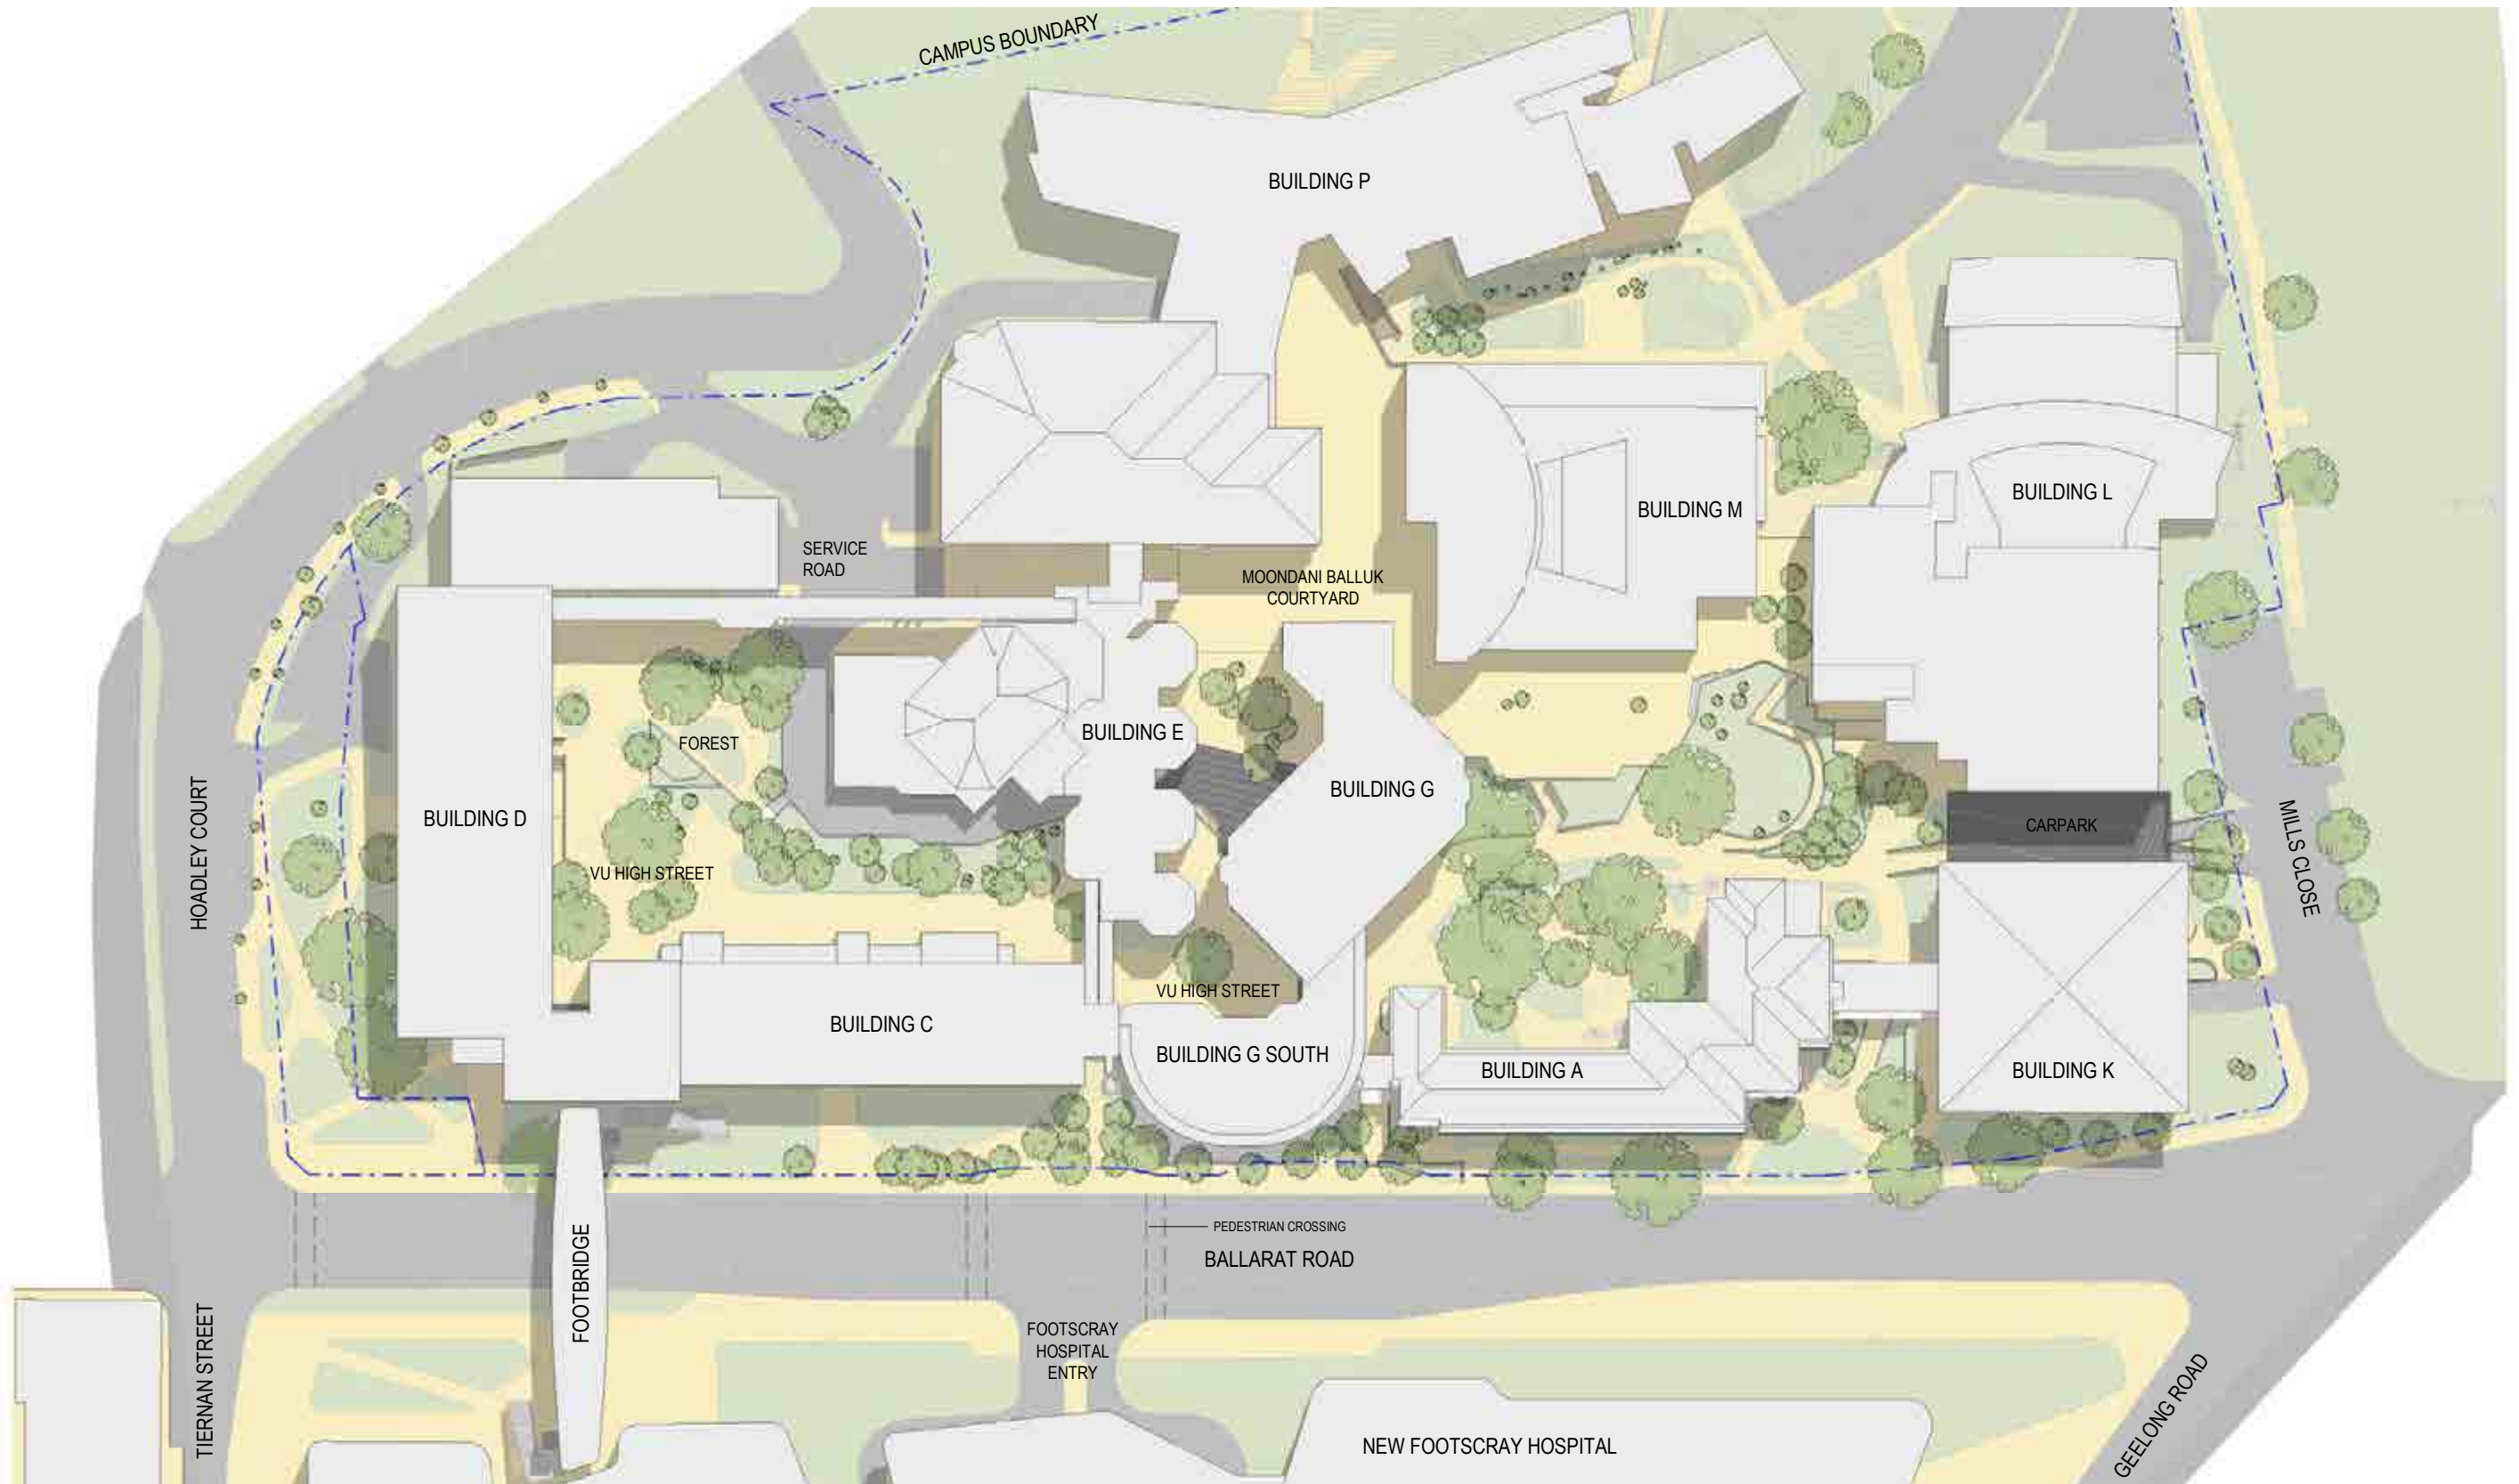 CAMPUS BOUNDARY
BUILDING P
BUILDING L
BUILDING M
SERVICE
ROAD
MOONDANI BALLUK
COURTYARD
BUILDING E
FOREST
BUILDING G
BUILDING D
CARPARK
HOADLEY COURT
MILLS CLOSE
VU HIGH STREET
VU HIGH STREET
BUILDING C
BUILDING G SOUTH
BUILDING A
BUILDING K
PEDESTRIAN CROSSING
BALLARAT ROAD
FOOTBRIDGE
TIERNAN STREET
FOOTSCRAY
HOSPITAL
ENTRY
GEELONG ROAD
NEW FOOTSCRAY HOSPITAL